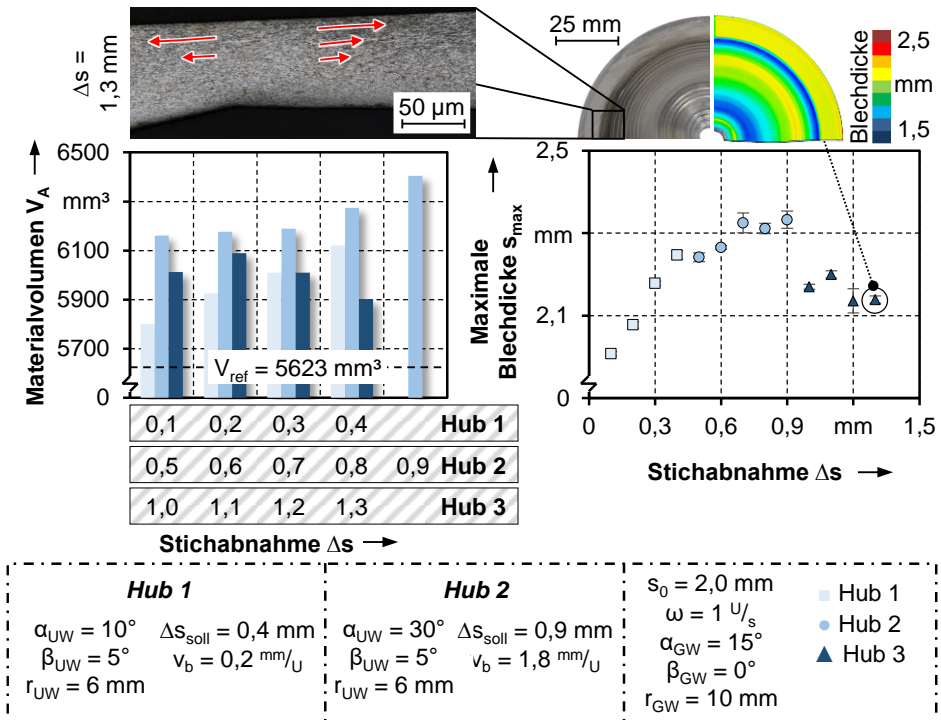 Δs =
1,3 mm
50 µm
25 mm
Blechdicke
2,5
mm
1,5
Materialvolumen V_A
6500
mm³
6100
5900
5700
0
V_ref = 5623 mm³
0,1 0,2 0,3 0,4 Hub 1
0,5 0,6 0,7 0,8 0,9 Hub 2
1,0 1,1 1,2 1,3 Hub 3
Stichabnahme Δs
Maximale
Blechdicke s_max
2,5
mm
2,1
0
0 0,3 0,6 0,9 mm 1,5
Stichabnahme Δs
Hub 1
α_UW = 10° Δs_soll = 0,4 mm
β_UW = 5° v_b = 0,2 mm/U
r_UW = 6 mm
Hub 2
α_UW = 30° Δs_soll = 0,9 mm
β_UW = 5° v_b = 1,8 mm/U
r_UW = 6 mm
s_0 = 2,0 mm
ω = 1 U/s
α_GW = 15°
β_GW = 0°
r_GW = 10 mm
Hub 1
Hub 2
Hub 3